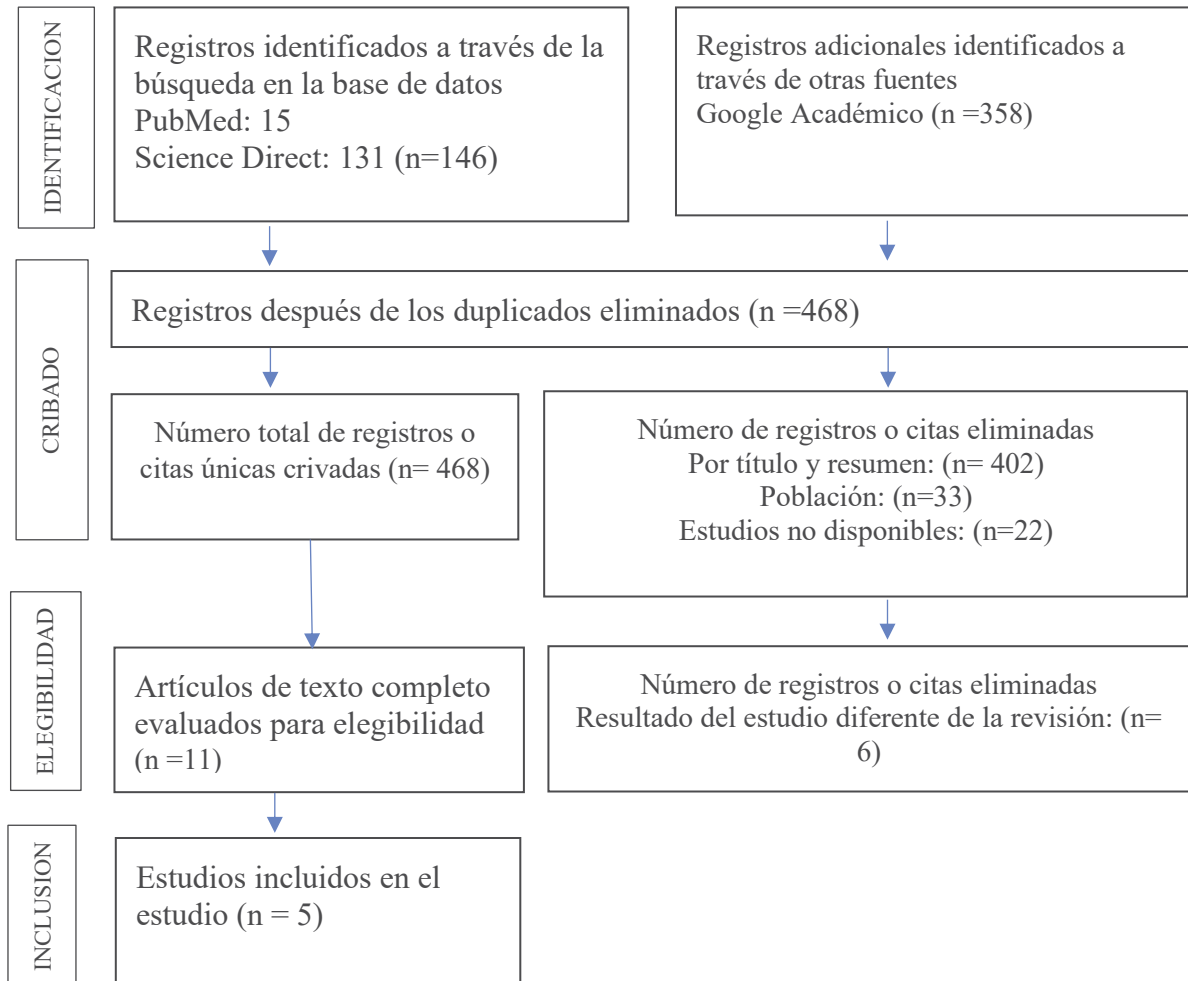 IDENTIFICACION
Registros identificados a través de la
búsqueda en la base de datos
PubMed: 15
Science Direct: 131 (n=146)
Registros adicionales identificados a
través de otras fuentes
Google Académico (n =358)
CRIBADO
Registros después de los duplicados eliminados (n =468)
Número total de registros o
citas únicas crivadas (n= 468)
Número de registros o citas eliminadas
Por título y resumen: (n= 402)
Población: (n=33)
Estudios no disponibles: (n=22)
ELEGIBILIDAD
Artículos de texto completo
evaluados para elegibilidad
(n =11)
Número de registros o citas eliminadas
Resultado del estudio diferente de la revisión: (n=
6)
INCLUSION
Estudios incluidos en el
estudio (n = 5)